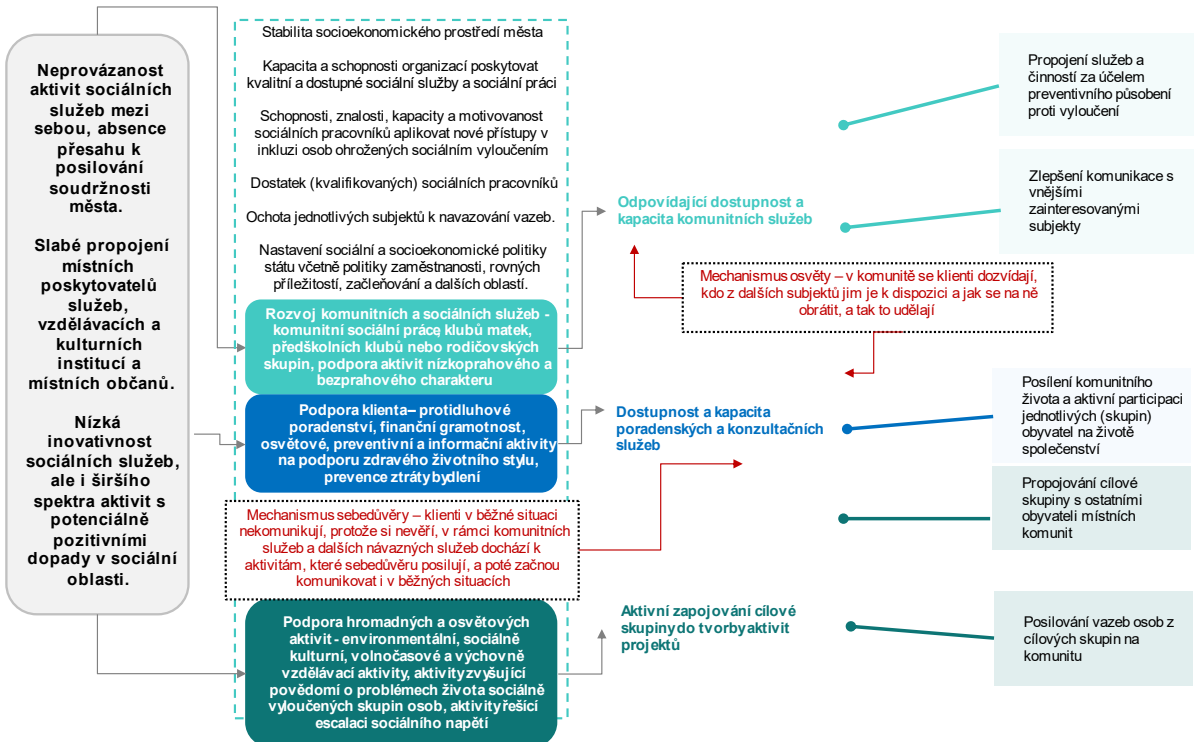 Neprovázanost
aktivit sociálních
služeb mezi
sebou, absence
přesahu k
posilování
soudržnosti
města.
Slabé propojení
místních
poskytovatelů
služeb,
vzdělávacích a
kulturních
institucí a
místních občanů.
Nízká
inovativnost
sociálních služeb,
ale i širšího
spektra aktivit s
potenciálně
pozitivními
dopady v sociální
oblasti.
Stabilita socioekonomického prostředí města
Kapacita a schopnosti organizací poskytovat
kvalitní a dostupné sociální služby a sociální práci
Schopnosti, znalosti, kapacity a motivovanost
sociálních pracovníků aplikovat nové přístupy v
inkluzi osob ohrožených sociálním vyloučením
Dostatek (kvalifikovaných) sociálních pracovníků
Ochota jednotlivých subjektů k navazování vazeb.
Nastavení sociální a socioekonomické politiky
státu včetně politiky zaměstnanosti, rovných
příležitostí, začleňování a dalších oblastí.
Rozvoj komunitních a sociálních služeb -
komunitní sociální práce, klubů matek,
předškolních klubů nebo rodičovských
skupin, podpora aktivit nízkoprahového a
bezprahového charakteru
Podpora klienta – protidluhové
poradenství, finanční gramotnost,
osvětové, preventivní a informační aktivity
na podporu zdravého životního stylu,
prevence ztráty bydlení
Mechanismus sebedůvěry – klienti v běžné situaci
nekomunikují, protože si nevěří, v rámci komunitních
služeb a dalších návazných služeb dochází k
aktivitám, které sebedůvěru posilují, a poté začnou
komunikovat i v běžných situacích
Podpora hromadných a osvětových
aktivit - environmentální, sociálně
kulturní, volnočasové a výchovně
vzdělávací aktivity, aktivity zvyšující
povědomí o problémech života sociálně
vyloučených skupin osob, aktivity řešící
escalaci sociálního napětí
Odpovídající dostupnost a
kapacita komunitních služeb
Mechanismus osvěty – v komunitě se klienti dozvídají,
kdo z dalších subjektů jim je k dispozici a jak se na ně
obrátit, a tak to udělají
Dostupnost a kapacita
poradenských a konzultačních
služeb
Aktivní zapojování cílové
skupiny do tvorby aktivit
projektů
Propojení služeb a
činností za účelem
preventivního působení
proti vyloučení
Zlepšení komunikace s
vnějšími
zainteresovanými
subjekty
Posílení komunitního
života a aktivní participaci
jednotlivých (skupin)
obyvatel na životě
společenství
Propojování cílové
skupiny s ostatními
obyvateli místních
komunit
Posilování vazeb osob z
cílových skupin na
komunitu